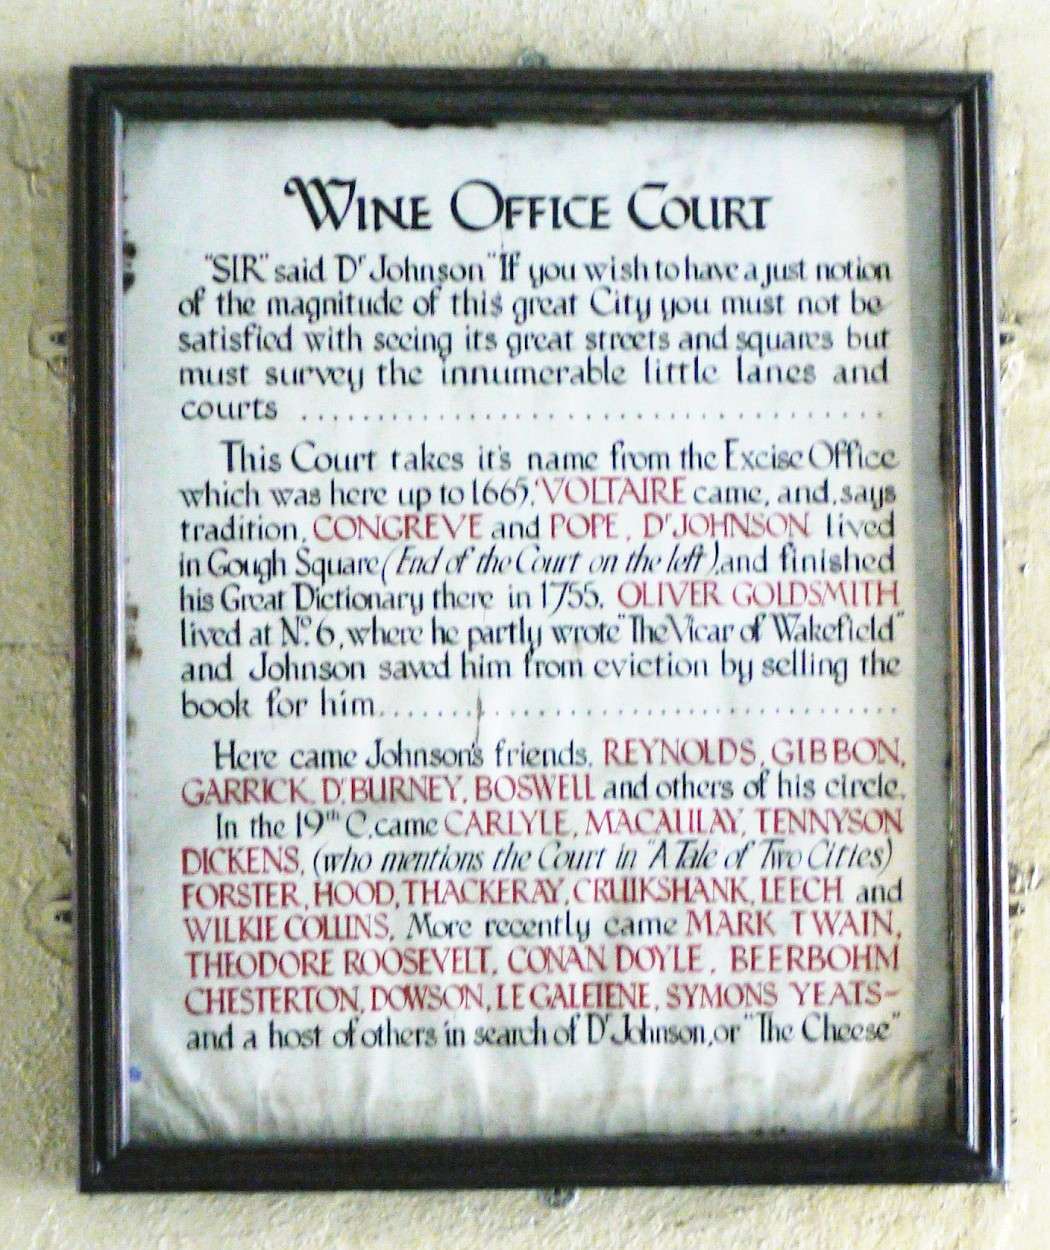 WINE OFFICE COURT
"SIR" said Dr Johnson "If you wish to have a just notion
of the magnitude of this great City you must not be
satisfied with seeing its great streets and squares but
must survey the innumerable little lanes and
courts ........................................
This Court takes it's name from the Excise Office
which was here up to 1665. VOLTAIRE came, and, says
tradition, CONGREVE and POPE. Dr JOHNSON lived
in Gough Square (End of the Court on the left), and finished
his Great Dictionary there in 1755. OLIVER GOLDSMITH
lived at No. 6, where he partly wrote "The Vicar of Wakefield"
and Johnson saved him from eviction by selling the
book for him....................................
Here came Johnson's friends, REYNOLDS, GIBBON,
GARRICK, Dr. BURNEY, BOSWELL and others of his circle.
In the 19th C. came CARLYLE, MACAULAY, TENNYSON
DICKENS, (who mentions the Court in "A Tale of Two Cities)
FORSTER, HOOD, THACKERAY, CRUIKSHANK, LEECH and
WILKIE COLLINS. More recently came MARK TWAIN,
THEODORE ROOSEVELT, CONAN DOYLE, BEERBOHM
CHESTERTON, DOWSON, LE GALEIENE, SYMONS YEATS-
and a host of others in search of Dr Johnson, or "The Cheese"